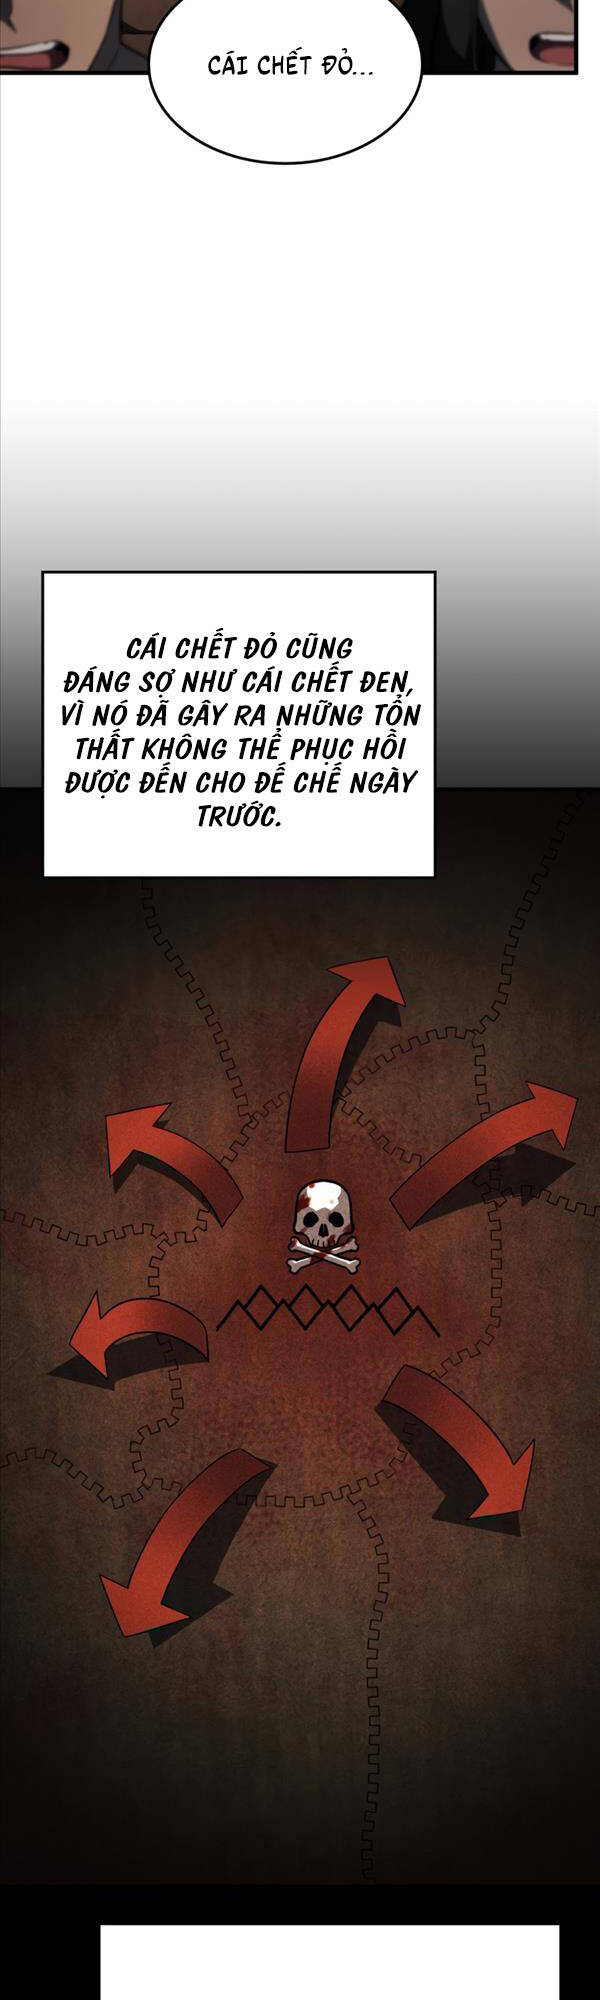 CÁI CHẾT ĐỎ...
CÁI CHẾT ĐỎ CŨNG
ĐÁNG SỢ NHƯ CÁI CHẾT ĐEN,
VÌ NÓ ĐÃ GÂY RA NHỮNG TỔN
THẤT KHÔNG THỂ PHỤC HỒI
ĐƯỢC ĐẾN CHO ĐẾ CHẾ NGÀY
TRƯỚC.